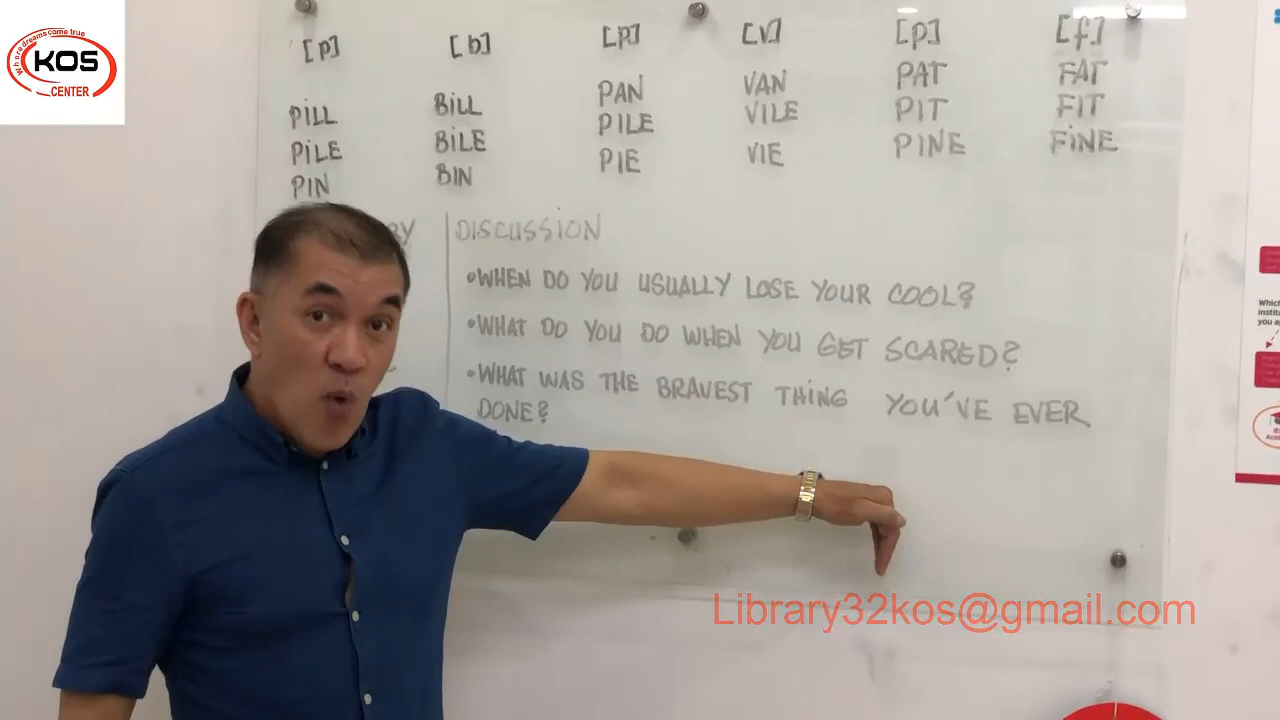 Where dreams come true
KOS
CENTER
[p] [b] [p] [v] [p] [f]
PILL BILL PAN VAN PAT FAT
PILE BILE PILE VILE PIT FIT
PIN BIN PIE VIE PINE FINE
DISCUSSION
•WHEN DO YOU USUALLY LOSE YOUR COOL?
•WHAT DO YOU DO WHEN YOU GET SCARED?
•WHAT WAS THE BRAVEST THING YOU'VE EVER
DONE?
Library32kos@gmail.com